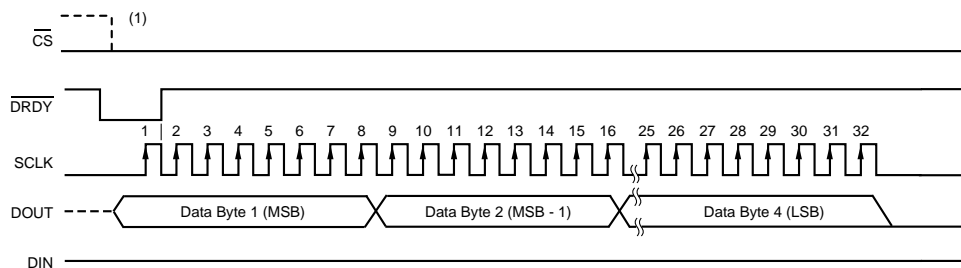 (1)
CS
DRDY
1 2 3 4 5 6 7 8 9 10 11 12 13 14 15 16 25 26 27 28 29 30 31 32
SCLK
DOUT Data Byte 1 (MSB) Data Byte 2 (MSB - 1) Data Byte 4 (LSB)
DIN